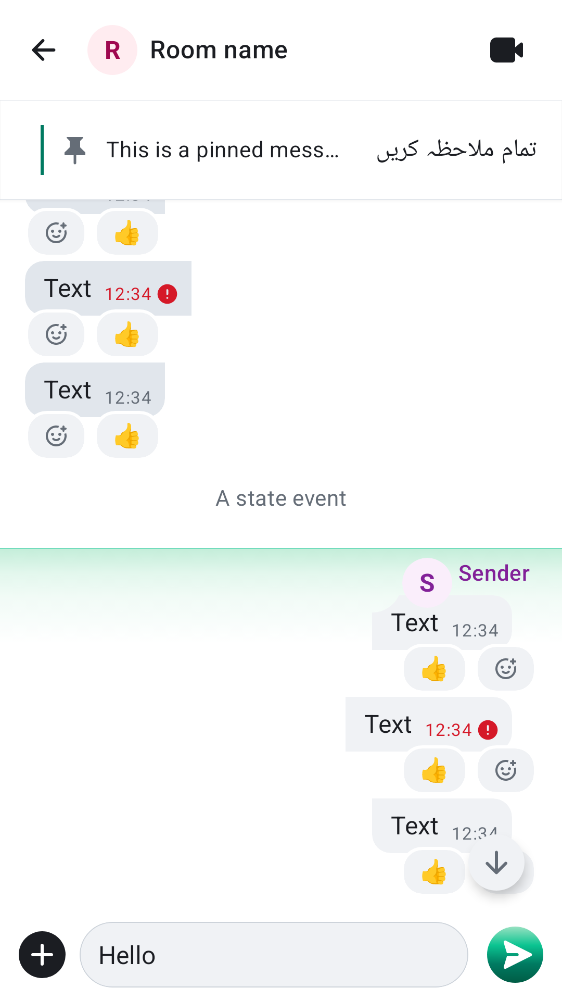 R Room name
This is a pinned mess… تمام ملاحظہ کریں
Text 12:34
Text 12:34
A state event
S Sender
Text 12:34
Text 12:34
Text 12:34
Hello